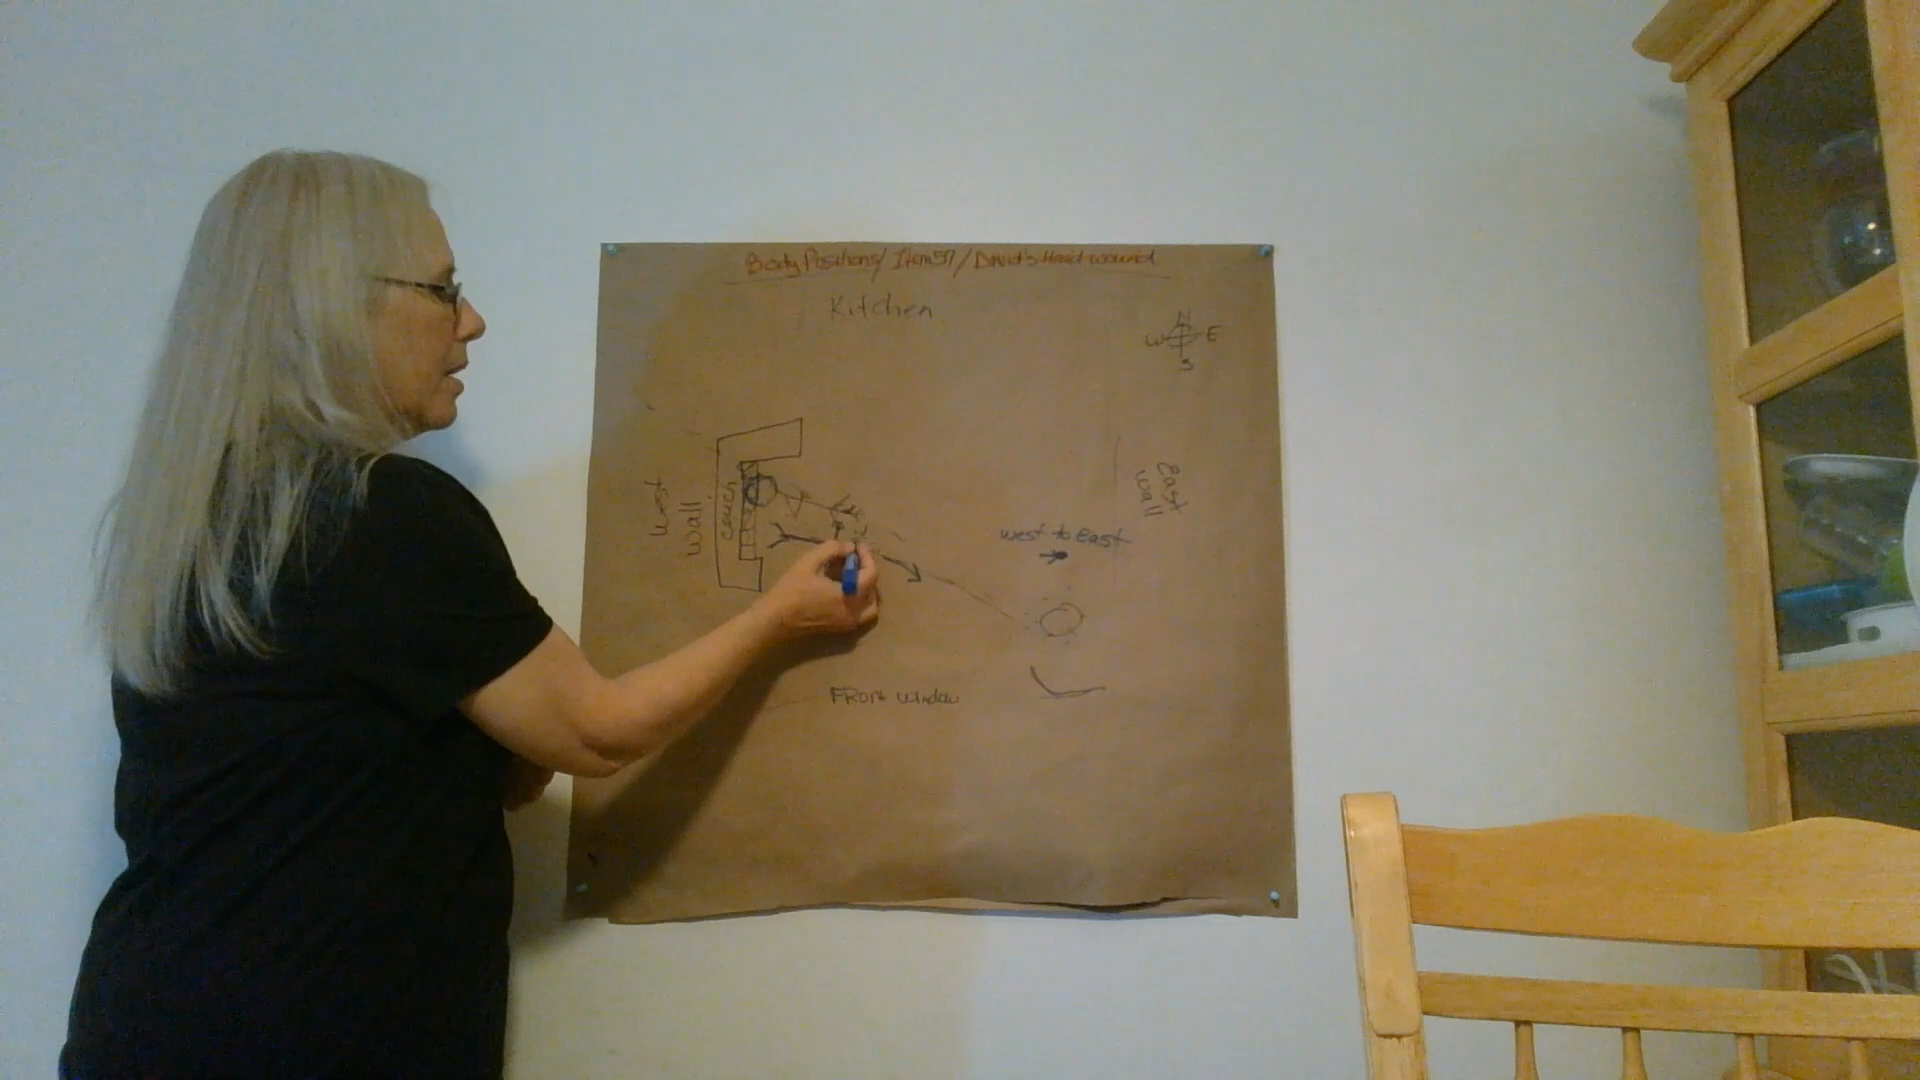 Body Positions/ Item 57/ David's Head wound
Kitchen
N
W E
S
West
Wall
couch
East
Wall
West to East
FRont Window